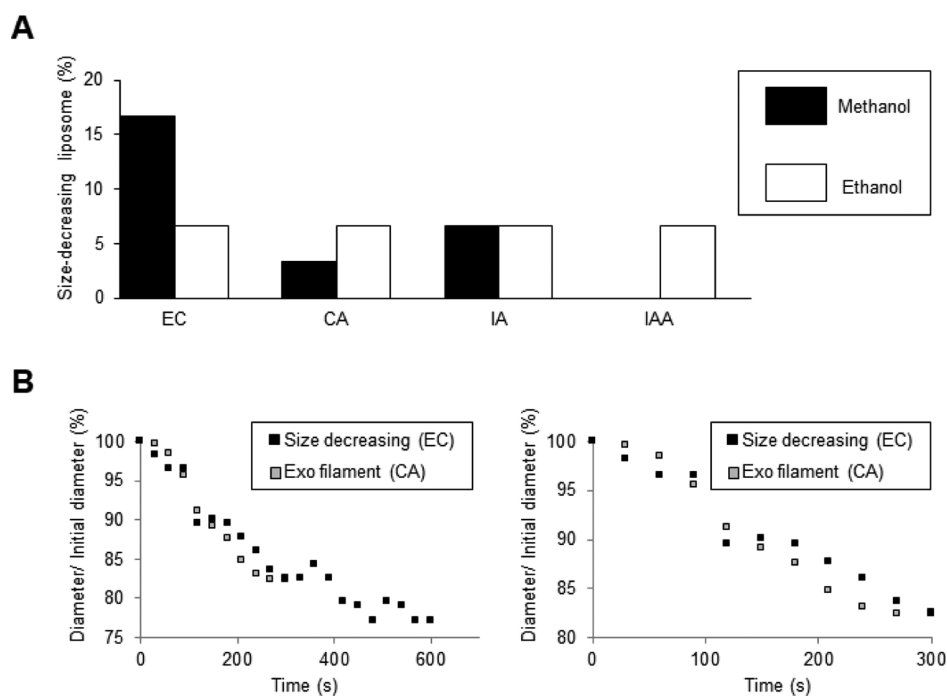 A
Size-decreasing liposome (%)
20
15
10
5
0
EC CA IA IAA
Methanol
Ethanol
B
Diameter/ Initial diameter (%)
100
95
90
85
80
75
0 200 400 600
Time (s)
Size decreasing (EC)
Exo filament (CA)
Diameter/ Initial diameter (%)
100
95
90
85
80
0 100 200 300
Time (s)
Size decreasing (EC)
Exo filament (CA)